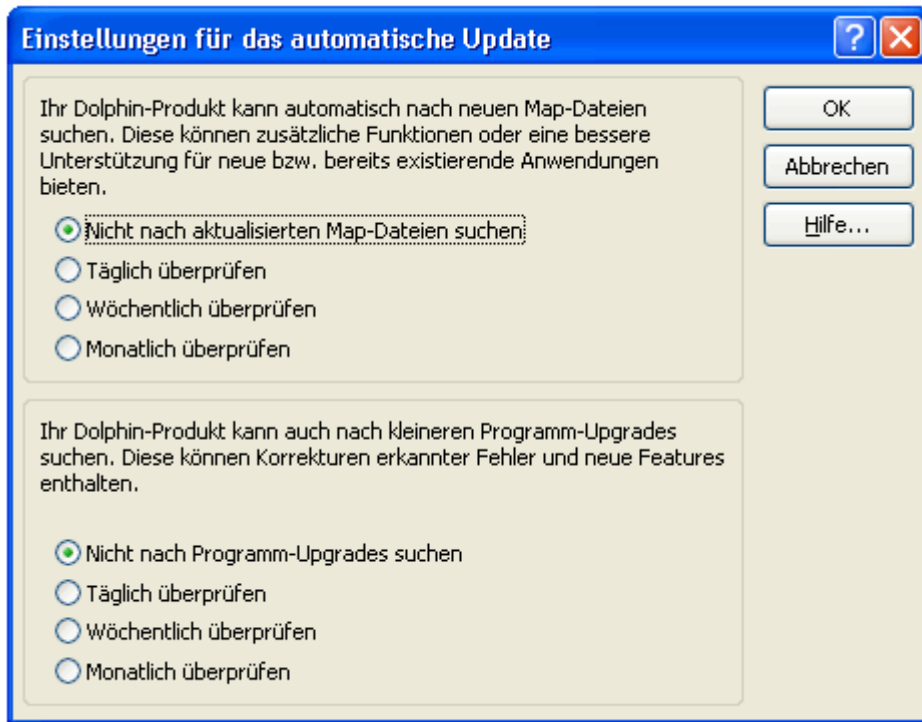 Einstellungen für das automatische Update
Ihr Dolphin-Produkt kann automatisch nach neuen Map-Dateien
suchen. Diese können zusätzliche Funktionen oder eine bessere
Unterstützung für neue bzw. bereits existierende Anwendungen
bieten.
Nicht nach aktualisierten Map-Dateien suchen
Täglich überprüfen
Wöchentlich überprüfen
Monatlich überprüfen
Ihr Dolphin-Produkt kann auch nach kleineren Programm-Upgrades
suchen. Diese können Korrekturen erkannter Fehler und neue Features
enthalten.
Nicht nach Programm-Upgrades suchen
Täglich überprüfen
Wöchentlich überprüfen
Monatlich überprüfen
OK
Abbrechen
Hilfe...